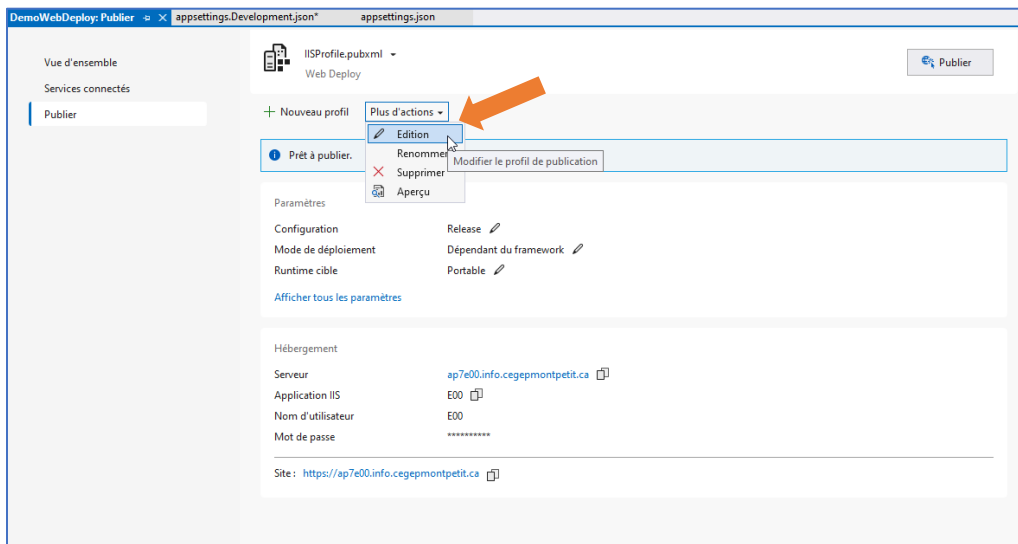 DemoWebDeploy: Publier appsettings.Development.json* appsettings.json
Vue d'ensemble
Services connectés
Publier
IISProfile.pubxml
Web Deploy
Publier
Nouveau profil Plus d'actions
Edition
Renommer
Supprimer
Aperçu
Modifier le profil de publication
Prêt à publier.
Paramètres
Configuration Release
Mode de déploiement Dépendant du framework
Runtime cible Portable
Afficher tous les paramètres
Hébergement
Serveur ap7e00.info.cegepmontpetit.ca
Application IIS E00
Nom d'utilisateur E00
Mot de passe **********
Site : https://ap7e00.info.cegepmontpetit.ca